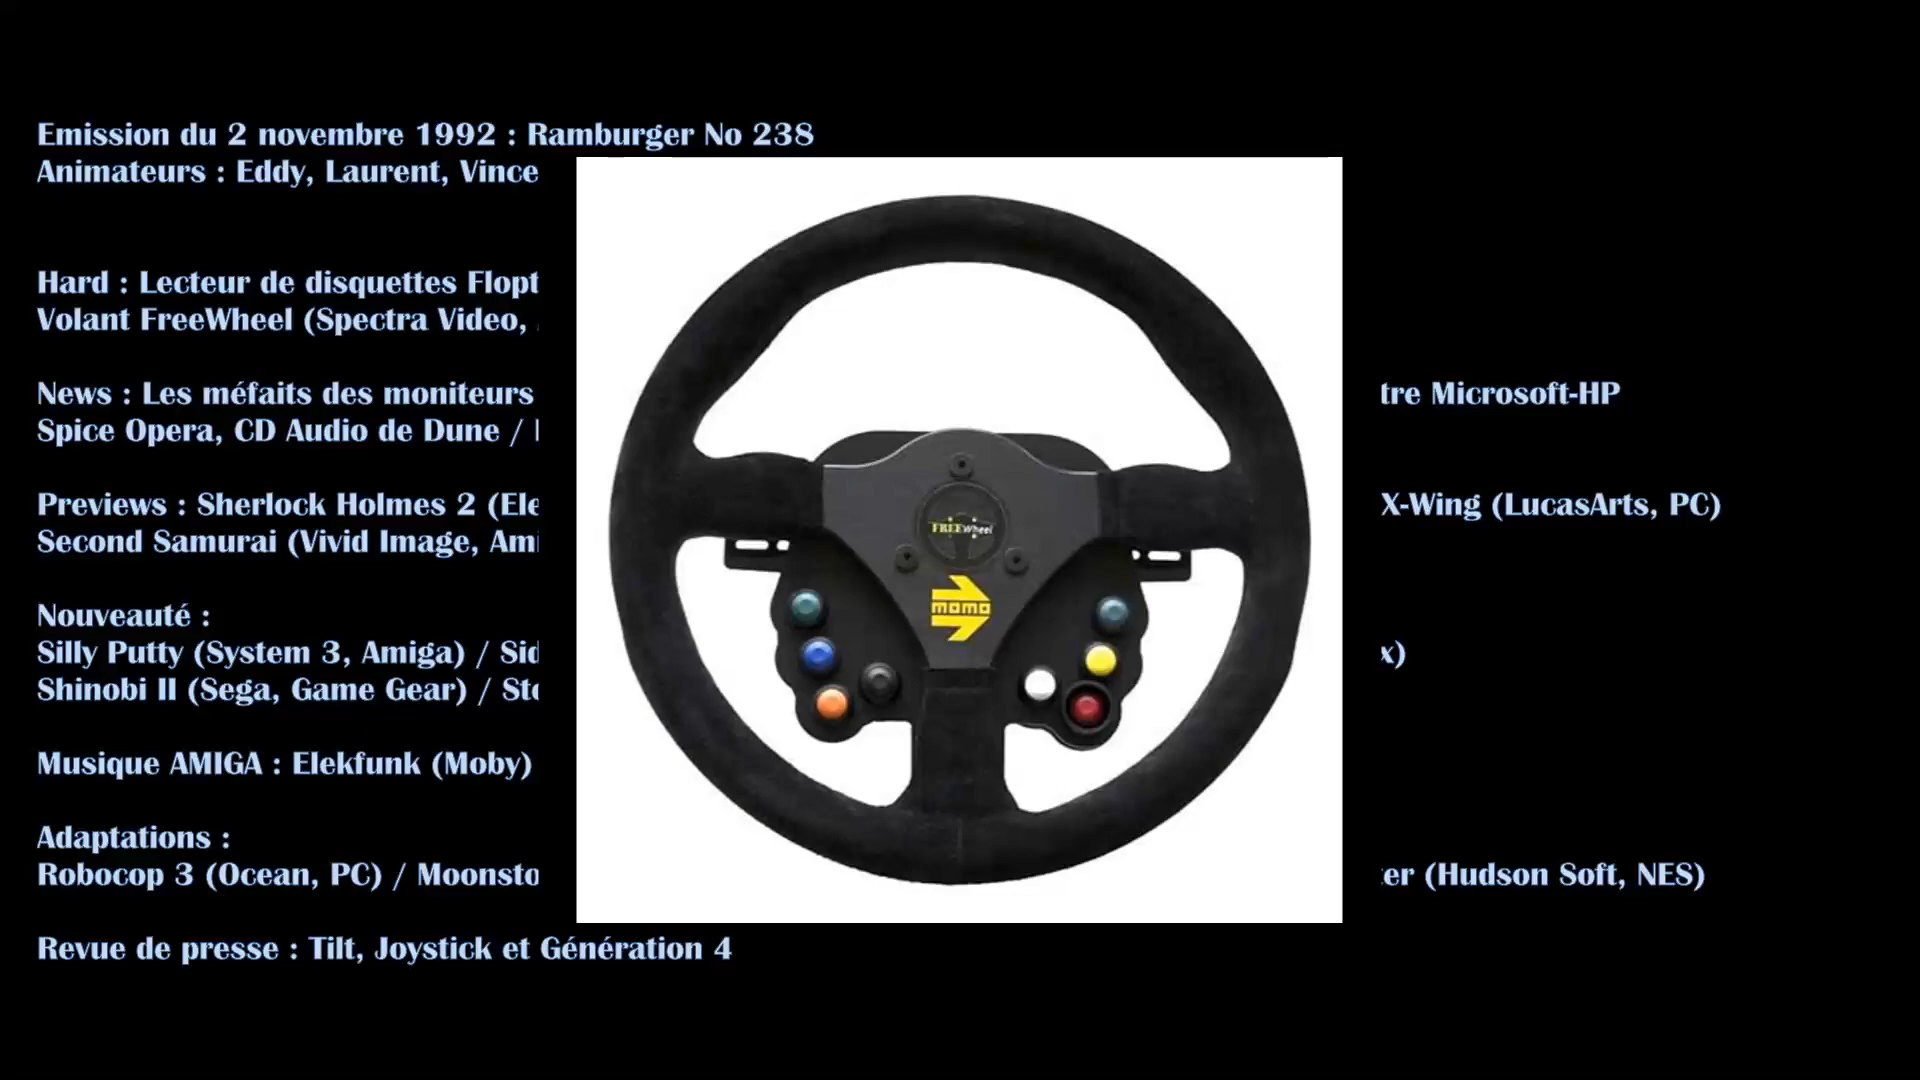 Emission du 2 novembre 1992 : Ramburger No 238
Animateurs : Eddy, Laurent, Vince
Hard : Lecteur de disquettes Flopt
Volant FreeWheel (Spectra Video,
News : Les méfaits des moniteurs tre Microsoft-HP
Spice Opera, CD Audio de Dune /
Previews : Sherlock Holmes 2 (Ele X-Wing (LucasArts, PC)
Second Samurai (Vivid Image, Ami
Nouveauté :
Silly Putty (System 3, Amiga) / Sid x)
Shinobi II (Sega, Game Gear) / Ste
Musique AMIGA : Elekfunk (Moby)
Adaptations :
Robocop 3 (Ocean, PC) / Moonsto er (Hudson Soft, NES)
Revue de presse : Tilt, Joystick et Génération 4
FREEWheel
momo